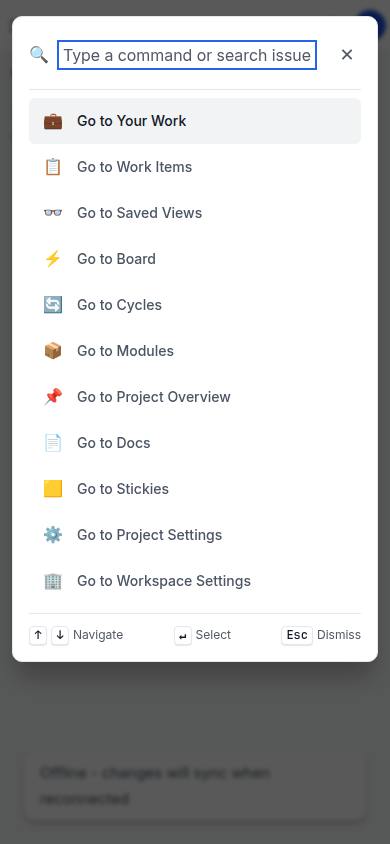 Type a command or search issue
Go to Your Work
Go to Work Items
Go to Saved Views
Go to Board
Go to Cycles
Go to Modules
Go to Project Overview
Go to Docs
Go to Stickies
Go to Project Settings
Go to Workspace Settings
↑ ↓ Navigate ↵ Select Esc Dismiss
Offline - changes will sync when
reconnected